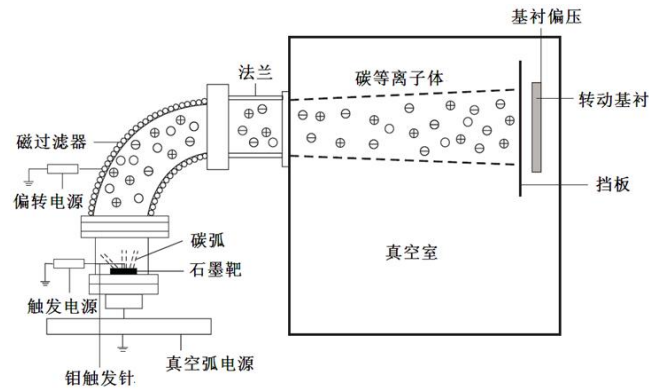 基衬偏压
法兰
碳等离子体
转动基衬
磁过滤器
偏转电源
挡板
碳弧
石墨靶
真空室
触发电源
真空弧电源
钼触发针